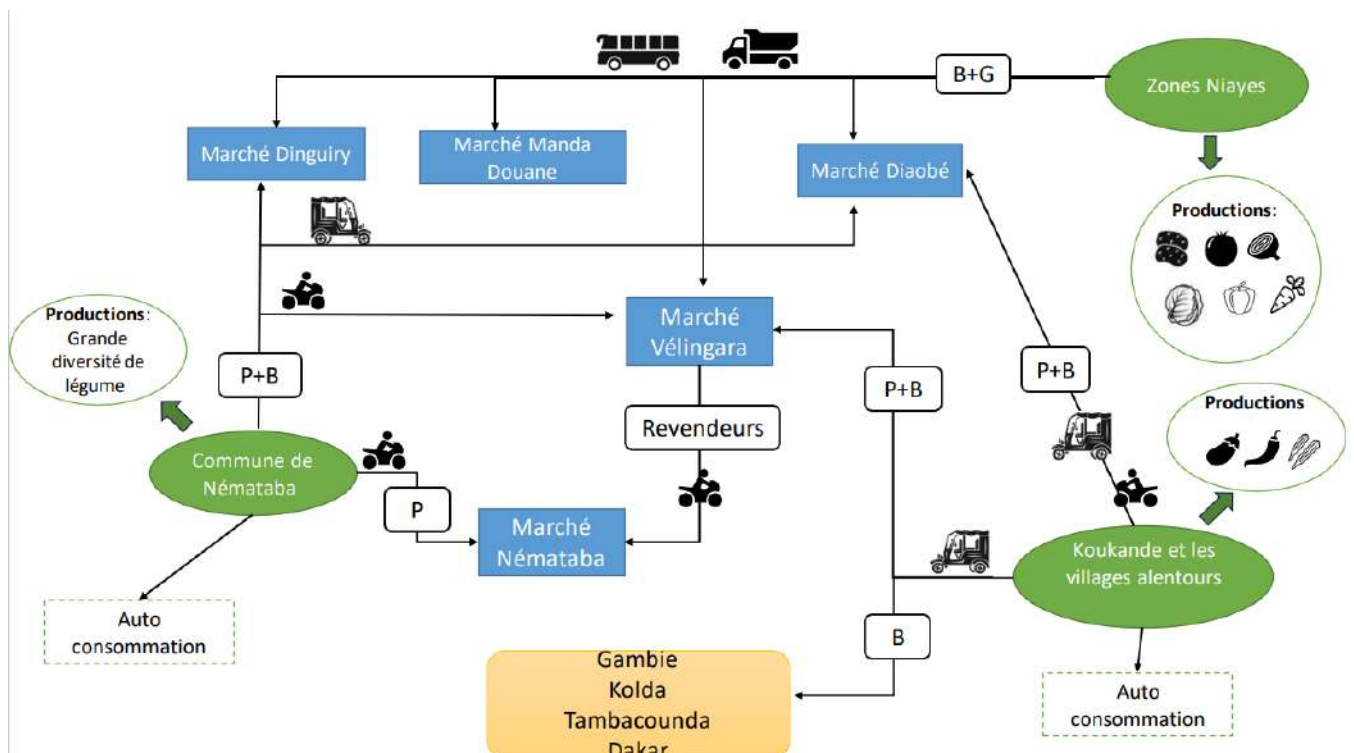 B+G
Zones Niayes
Marché Dinguiry
Marché Manda
Douane
Marché Diaobé
Productions:
Productions:
Grande
diversité de
légume
Marché
Vélingara
P+B
P+B
P+B
Productions
Revendeurs
Commune de
Némataba
P
Marché
Némataba
Koukande et les
villages alentours
Auto
consommation
B
Gambie
Kolda
Tambacounda
Dakar
Auto
consommation